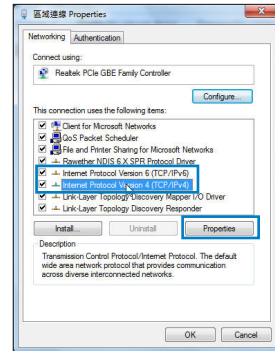 區域連線 Properties
Networking Authentication
Connect using:
Realtek PCIe GBE Family Controller
Configure...
This connection uses the following items:
Client for Microsoft Networks
QoS Packet Scheduler
File and Printer Sharing for Microsoft Networks
Rawether NDIS 6.X SPR Protocol Driver
Internet Protocol Version 6 (TCP/IPv6)
Internet Protocol Version 4 (TCP/IPv4)
Link-Layer Topology Discovery Mapper I/O Driver
Link-Layer Topology Discovery Responder
Install... Uninstall Properties
Description
Transmission Control Protocol/Internet Protocol. The default
wide area network protocol that provides communication
across diverse interconnected networks.
OK Cancel